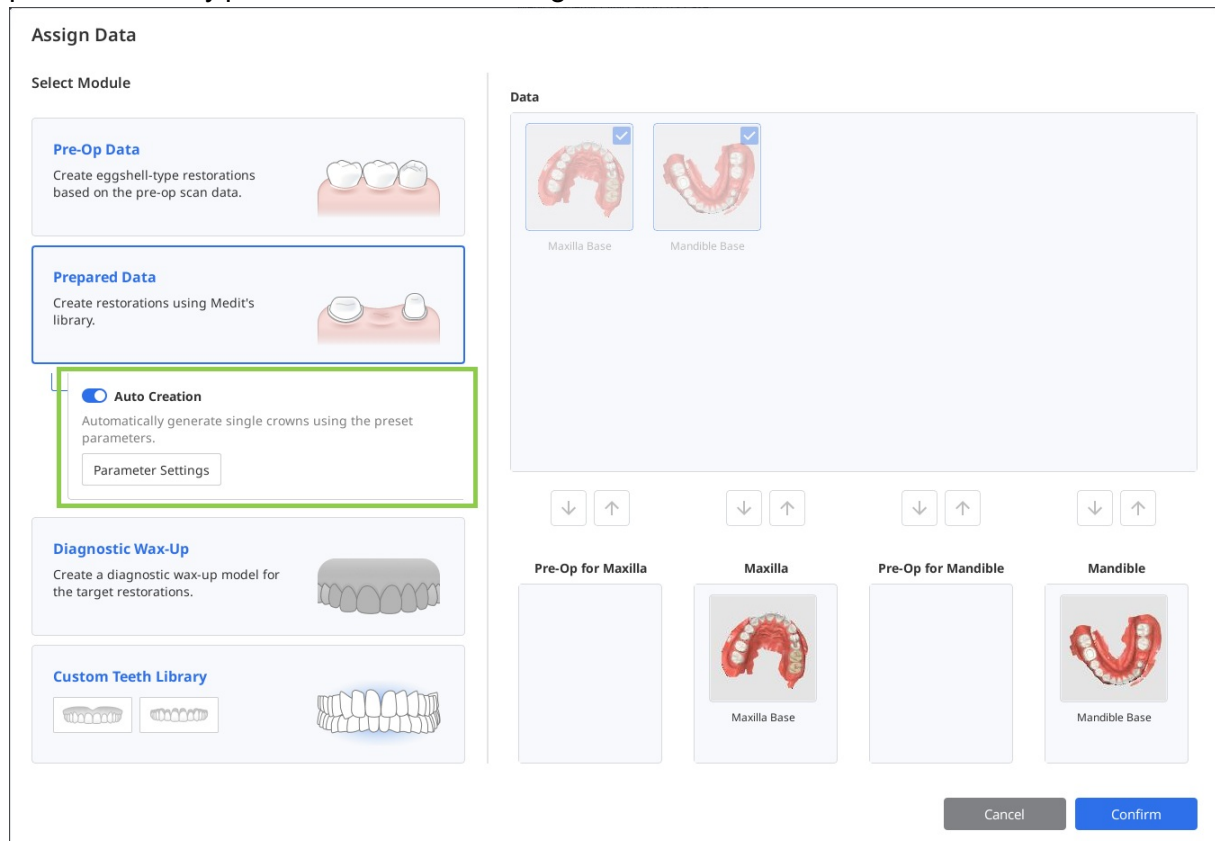 Assign Data
Select Module
Pre-Op Data
Create eggshell-type restorations
based on the pre-op scan data.
Prepared Data
Create restorations using Medit's
library.
Auto Creation
Automatically generate single crowns using the preset
parameters.
Parameter Settings
Diagnostic Wax-Up
Create a diagnostic wax-up model for
the target restorations.
Custom Teeth Library
Data
Maxilla Base
Mandible Base
Pre-Op for Maxilla
Maxilla
Pre-Op for Mandible
Mandible
Maxilla Base
Mandible Base
Cancel
Confirm